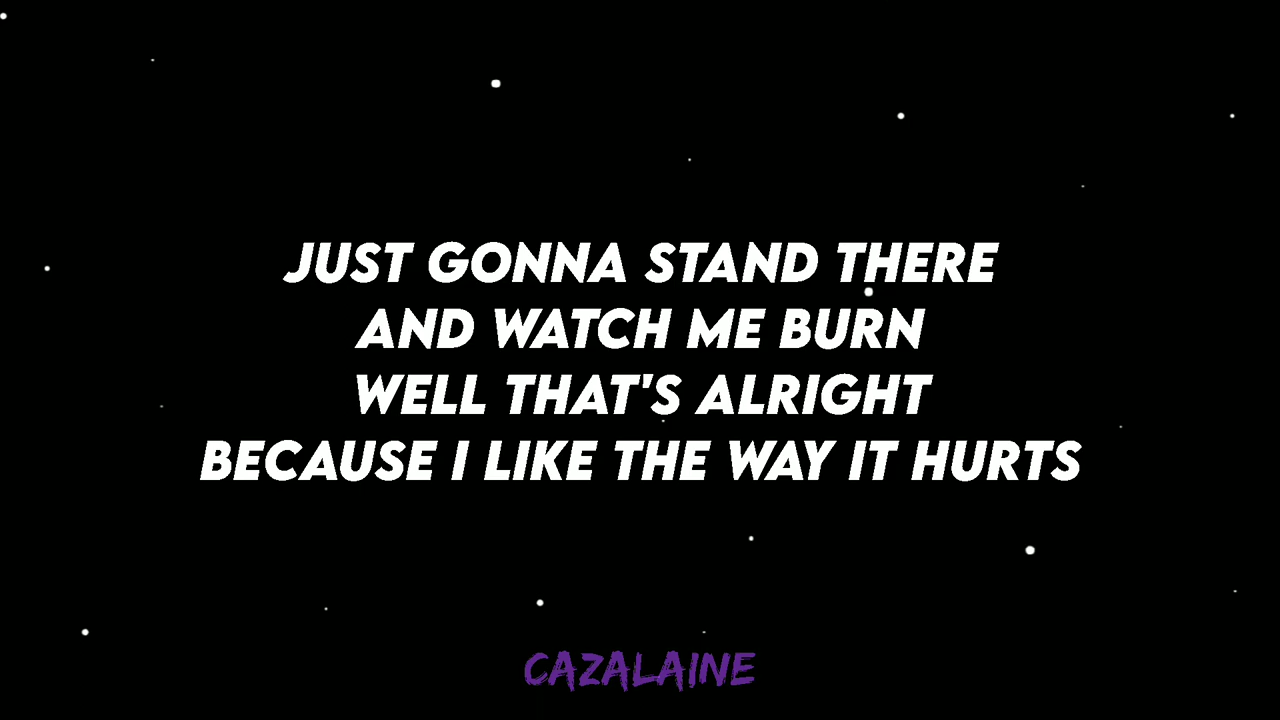 JUST GONNA STAND THERE
AND WATCH ME BURN
WELL THAT'S ALRIGHT
BECAUSE I LIKE THE WAY IT HURTS
CAZALAINE